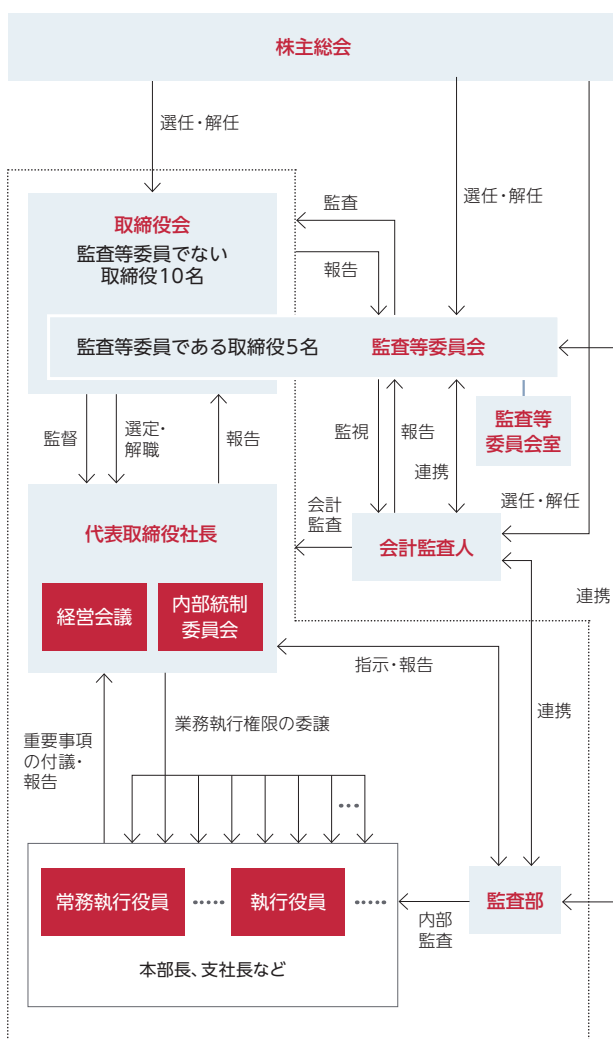 株主総会
選任・解任
選任・解任
取締役会
監査等委員でない
取締役10名
監査
報告
監査等委員である取締役5名
監査等委員会
監査等
委員会室
監督
選定・
解職
報告
監視
報告
連携
選任・解任
会計
監査
代表取締役社長
会計監査人
経営会議
内部統制
委員会
連携
指示・報告
連携
重要事項
の付議・
報告
業務執行権限の委譲
…
常務執行役員
…‥
執行役員
…‥
監査部
内部
監査
本部長、支社長など